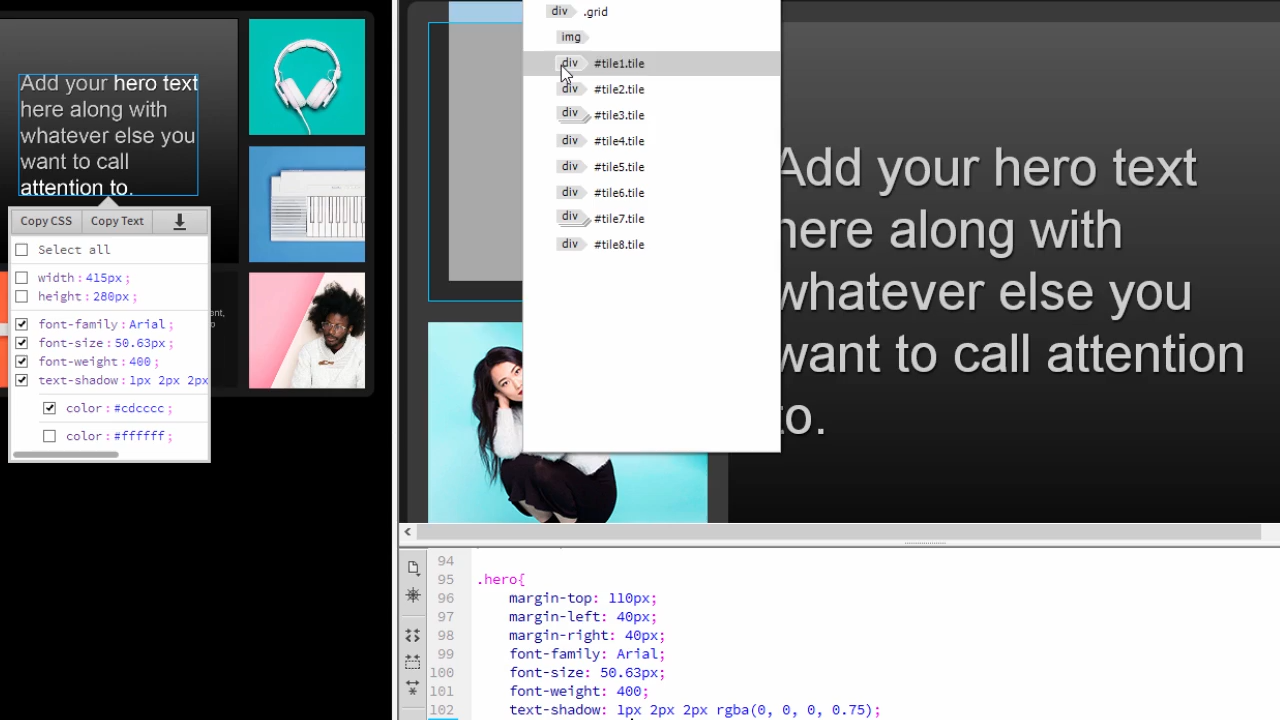 Add your hero text
here along with
whatever else you
want to call
attention to.
Copy CSS
Copy Text
Select all
width : 415px ;
height : 280px ;
font-family : Arial ;
font-size : 50.63px ;
font-weight : 400 ;
text-shadow : 1px 2px 2px
color : #cdcccc ;
color : #ffffff ;
div .grid
img
div #tile1.tile
div #tile2.tile
div #tile3.tile
div #tile4.tile
div #tile5.tile
div #tile6.tile
div #tile7.tile
div #tile8.tile
Add your hero text
here along with
whatever else you
want to call attention
to.
94
95 .hero{
96 margin-top: 110px;
97 margin-left: 40px;
98 margin-right: 40px;
99 font-family: Arial;
100 font-size: 50.63px;
101 font-weight: 400;
102 text-shadow: 1px 2px 2px rgba(0, 0, 0, 0.75);